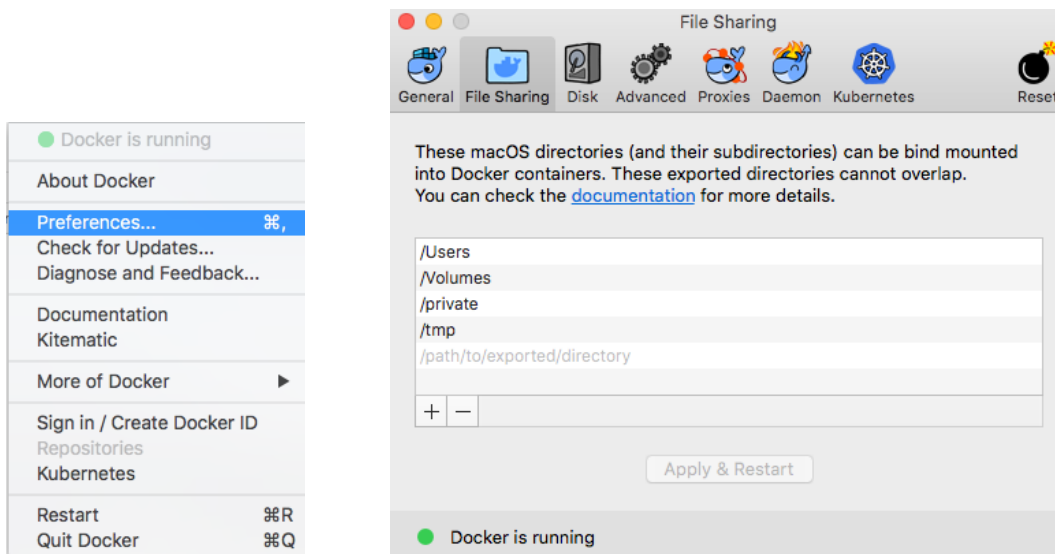 Docker is running
About Docker
Preferences... ⌘,
Check for Updates...
Diagnose and Feedback...
Documentation
Kitematic
More of Docker ▶
Sign in / Create Docker ID
Repositories
Kubernetes
Restart ⌘R
Quit Docker ⌘Q
File Sharing
General File Sharing Disk Advanced Proxies Daemon Kubernetes Reset
These macOS directories (and their subdirectories) can be bind mounted
into Docker containers. These exported directories cannot overlap.
You can check the documentation for more details.
/Users
/Volumes
/private
/tmp
/path/to/exported/directory
+ −
Apply & Restart
Docker is running